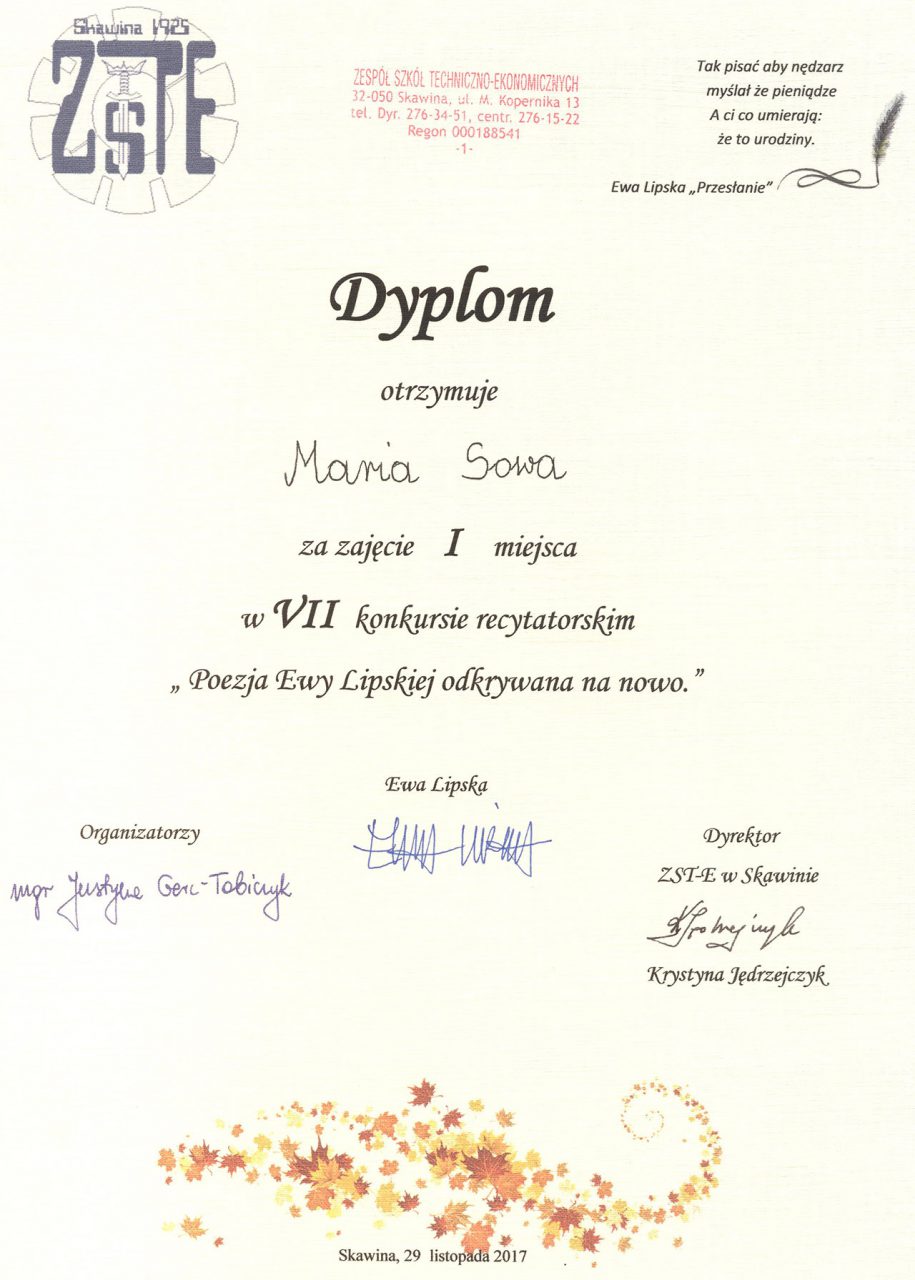 Skawina 1925
ZSTE
ZESPÓŁ SZKÓŁ TECHNICZNO-EKONOMICZNYCH
32-050 Skawina, ul. M. Kopernika 13
tel. Dyr. 276-34-51, centr. 276-15-22
Regon 000188541
-1-
Tak pisać aby nędzarz
myślał że pieniądze
A ci co umierają:
że to urodziny.
Ewa Lipska „Przesłanie”
Dyplom
otrzymuje
Maria Sowa
za zajęcie I miejsca
w VII konkursie recytatorskim
„ Poezja Ewy Lipskiej odkrywana na nowo.”
Ewa Lipska
Organizatorzy
mgr Justyna Gerc-Tobiczyk
Dyrektor
ZST-E w Skawinie
Krystyna Jędrzejczyk
Skawina, 29 listopada 2017